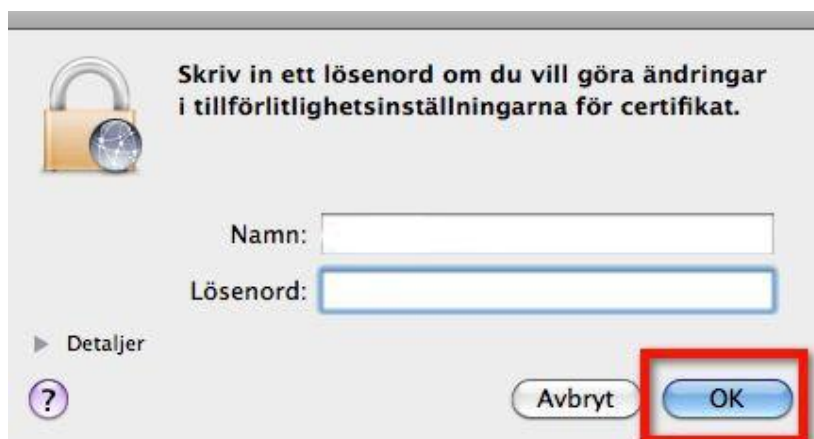 Skriv in ett lösenord om du vill göra ändringar
i tillförlitlighetsinställningarna för certifikat.
Namn:
Lösenord:
Detaljer
?
Avbryt
OK